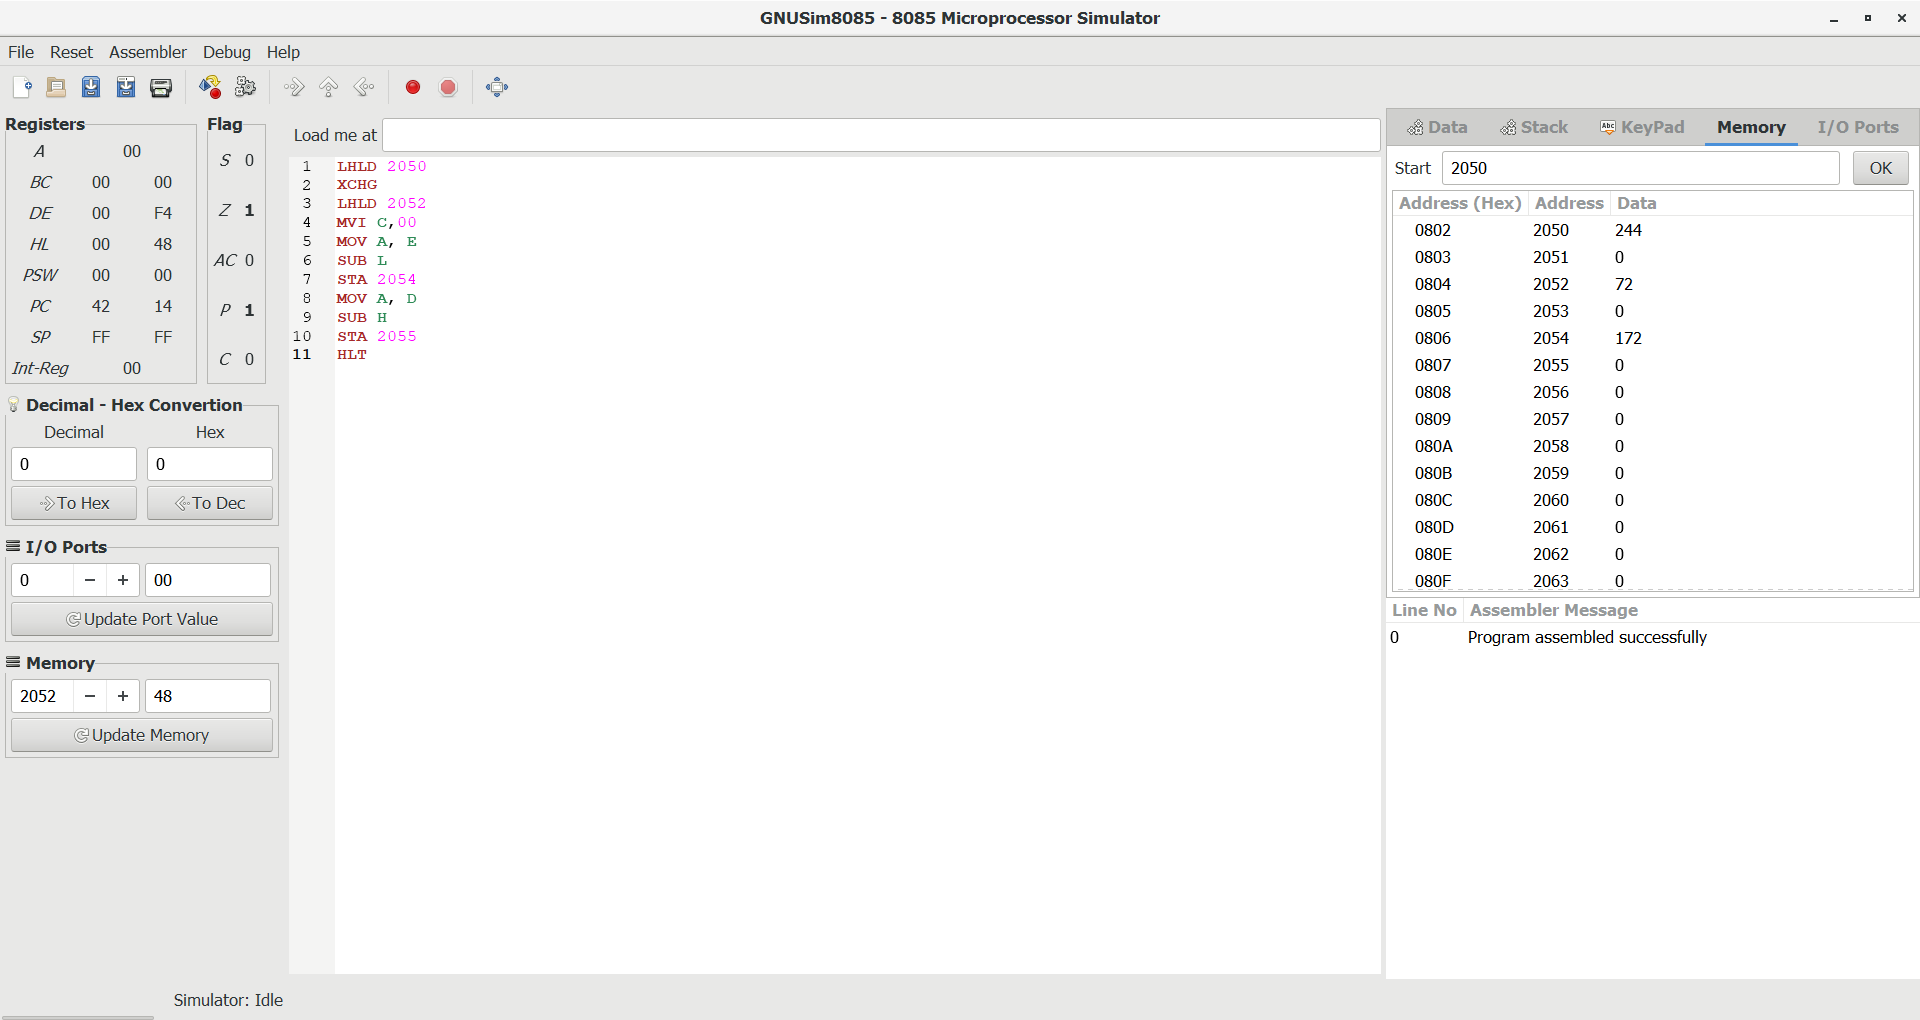 GNUSim8085 - 8085 Microprocessor Simulator
File Reset Assembler Debug Help
Registers
A 00
BC 00 00
DE 00 F4
HL 00 48
PSW 00 00
PC 42 14
SP FF FF
Int-Reg 00
Flag
S 0
Z 1
AC 0
P 1
C 0
Decimal - Hex Convertion
Decimal Hex
0 0
To Hex To Dec
I/O Ports
0 − + 00
Update Port Value
Memory
2052 − + 48
Update Memory
Load me at
1 LHLD 2050
2 XCHG
3 LHLD 2052
4 MVI C,00
5 MOV A, E
6 SUB L
7 STA 2054
8 MOV A, D
9 SUB H
10 STA 2055
11 HLT
Data Stack Abc KeyPad Memory I/O Ports
Start 2050 OK
Address (Hex) Address Data
0802 2050 244
0803 2051 0
0804 2052 72
0805 2053 0
0806 2054 172
0807 2055 0
0808 2056 0
0809 2057 0
080A 2058 0
080B 2059 0
080C 2060 0
080D 2061 0
080E 2062 0
080F 2063 0
Line No Assembler Message
0 Program assembled successfully
Simulator: Idle